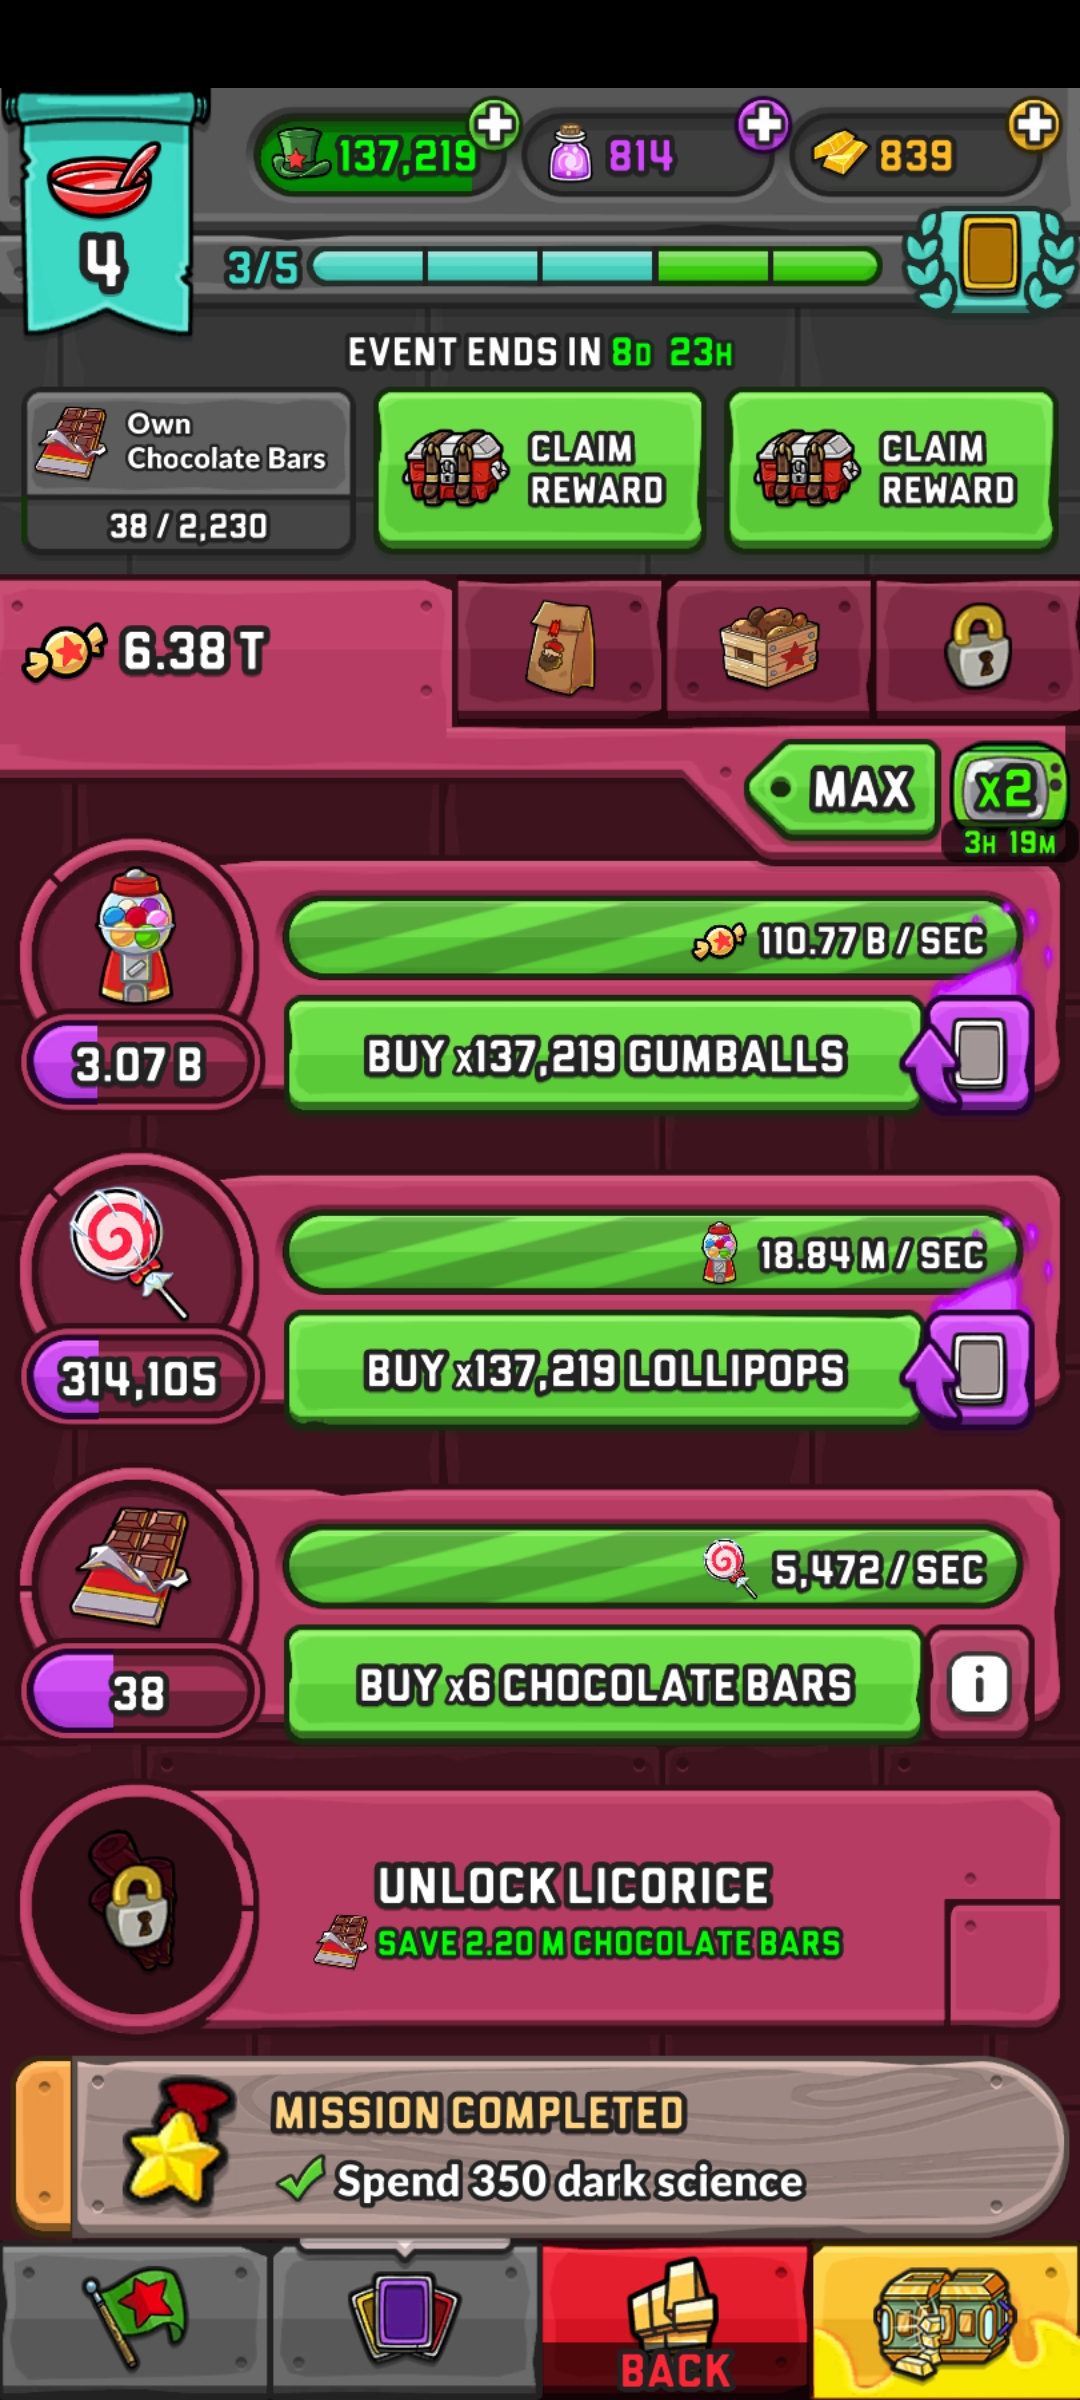 137,219
814
839
4
3/5
EVENT ENDS IN 8D 23H
Own
Chocolate Bars
38 / 2,230
CLAIM
REWARD
CLAIM
REWARD
6.38 T
MAX
x2
3H 19M
110.77 B / SEC
3.07 B
BUY x137,219 GUMBALLS
18.84 M / SEC
314,105
BUY x137,219 LOLLIPOPS
5,472 / SEC
38
BUY x6 CHOCOLATE BARS
i
UNLOCK LICORICE
SAVE 2.20 M CHOCOLATE BARS
MISSION COMPLETED
Spend 350 dark science
BACK